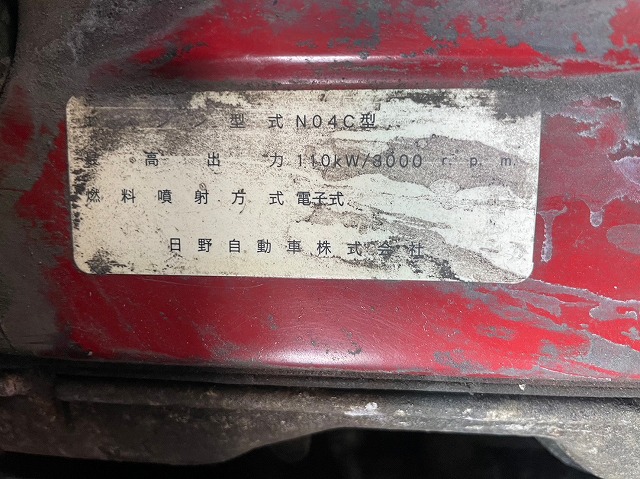 型式 N04C型
高出力 110kW/3000 r.p.m.
燃料噴射方式 電子式
日野自動車株式会社